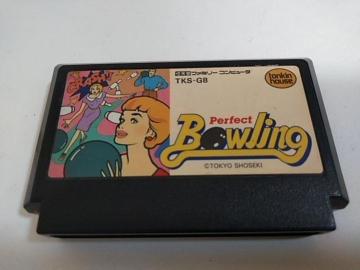 ファミリー コンピュータ
TKS-G8
tonkin house
Perfect
Bowling
©TOKYO SHOSEKI